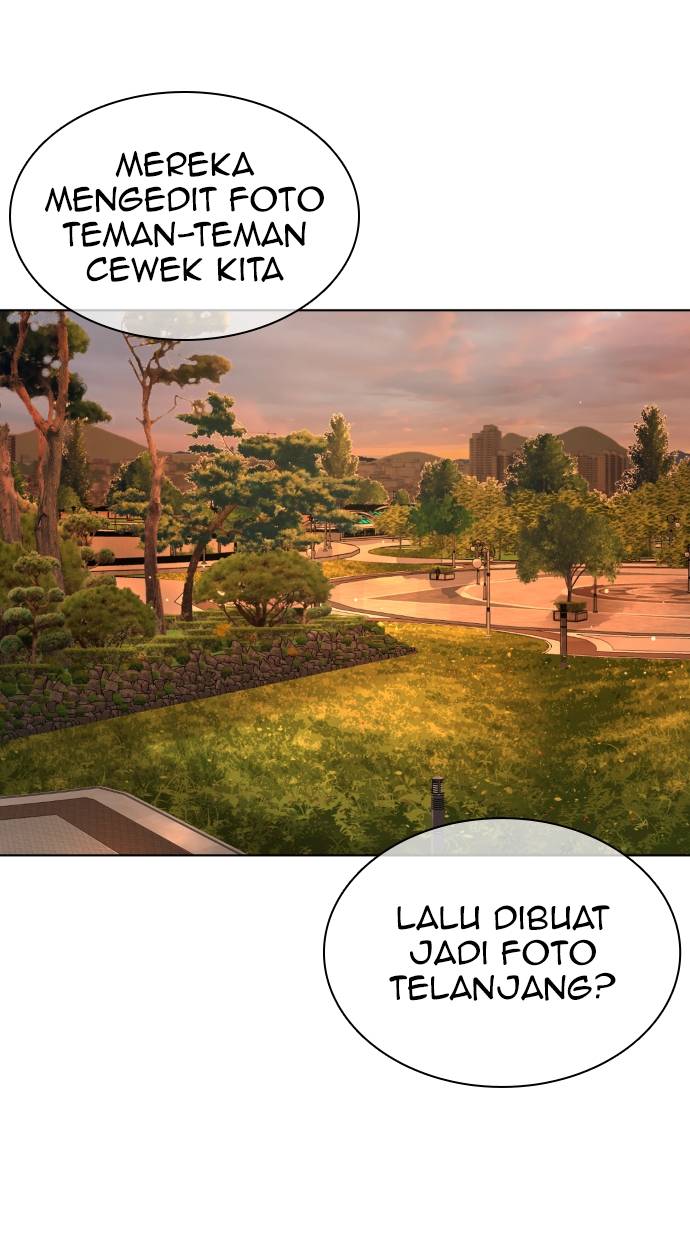 MEREKA
MENGEDIT FOTO
TEMAN-TEMAN
CEWEK KITA
LALU DIBUAT
JADI FOTO
TELANJANG?